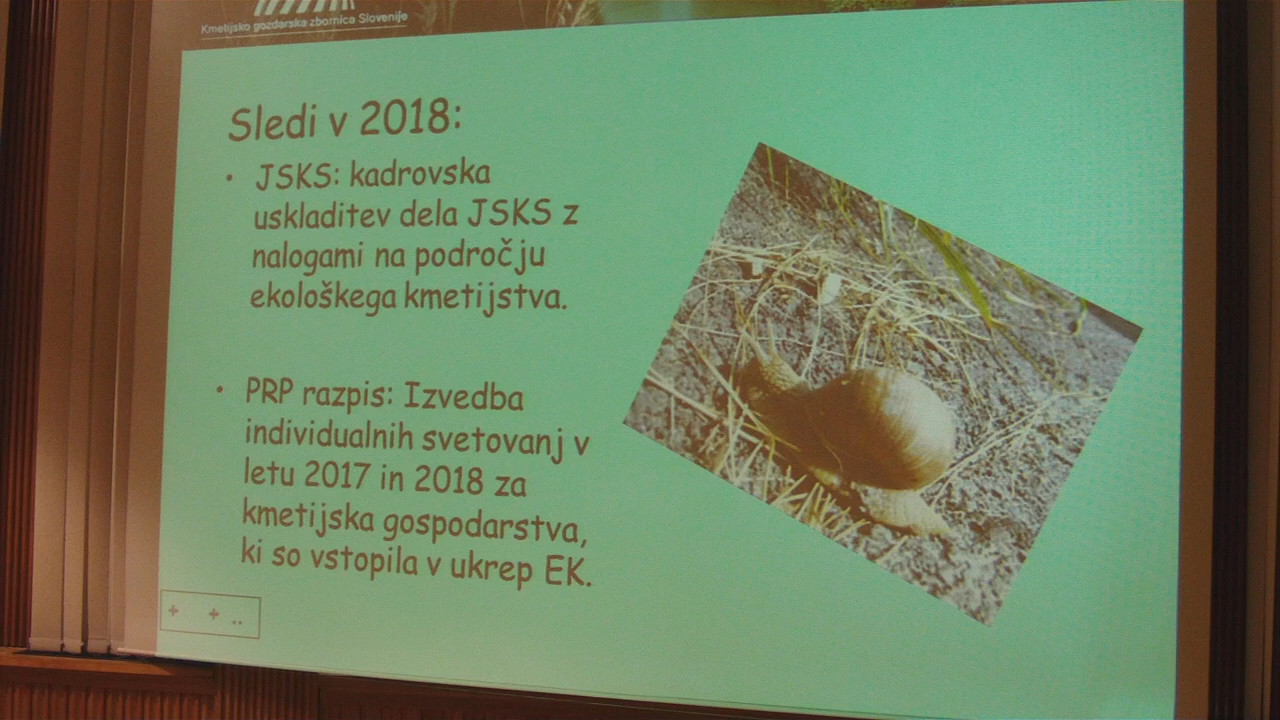 Kmetijsko gozdarska zbornica Slovenije
Sledi v 2018:
• JSKS: kadrovska
uskladitev dela JSKS z
nalogami na področju
ekološkega kmetijstva.
• PRP razpis: Izvedba
individualnih svetovanj v
letu 2017 in 2018 za
kmetijska gospodarstva,
ki so vstopila v ukrep EK.
+ + ..